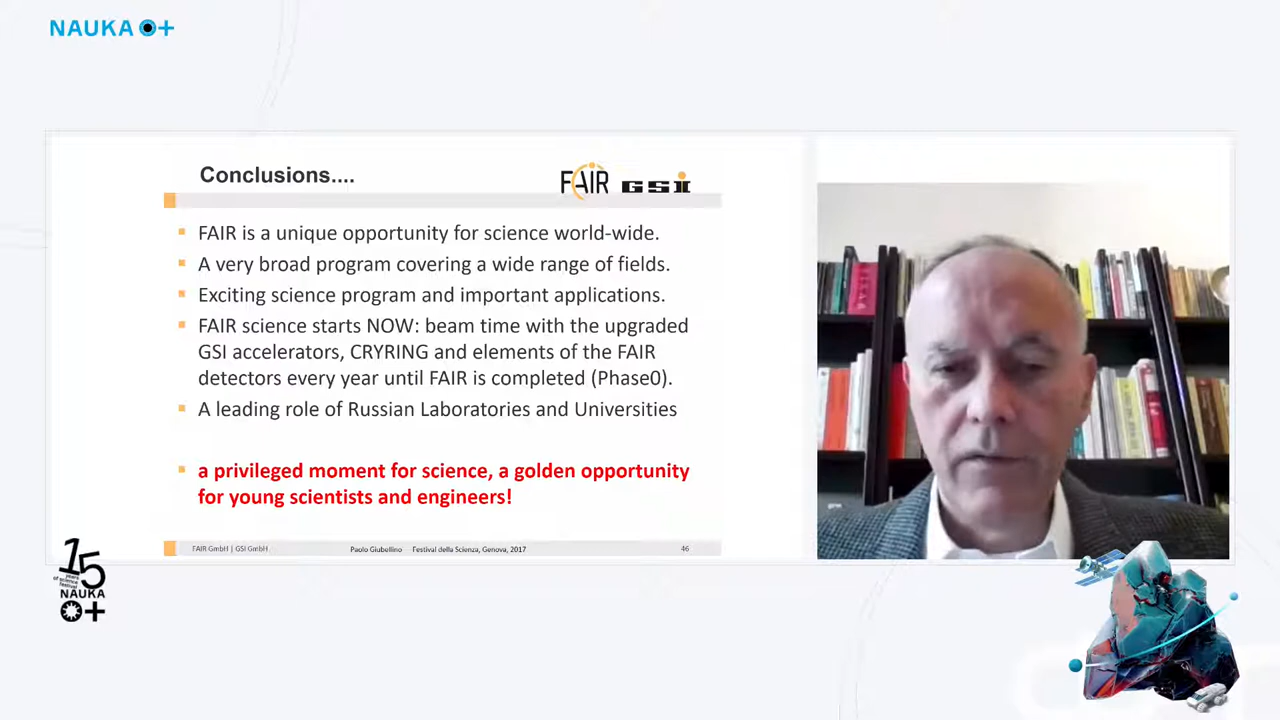 NAUKA 0+
Conclusions....
FAIR GSI
FAIR is a unique opportunity for science world-wide.
A very broad program covering a wide range of fields.
Exciting science program and important applications.
FAIR science starts NOW: beam time with the upgraded
GSI accelerators, CRYRING and elements of the FAIR
detectors every year until FAIR is completed (Phase0).
A leading role of Russian Laboratories and Universities
a privileged moment for science, a golden opportunity
for young scientists and engineers!
FAIR GmbH | GSI GmbH
Paolo Giubellino Festival della Scienza, Genova, 2017
46
15
years
of science
festival
NAUKA
0+